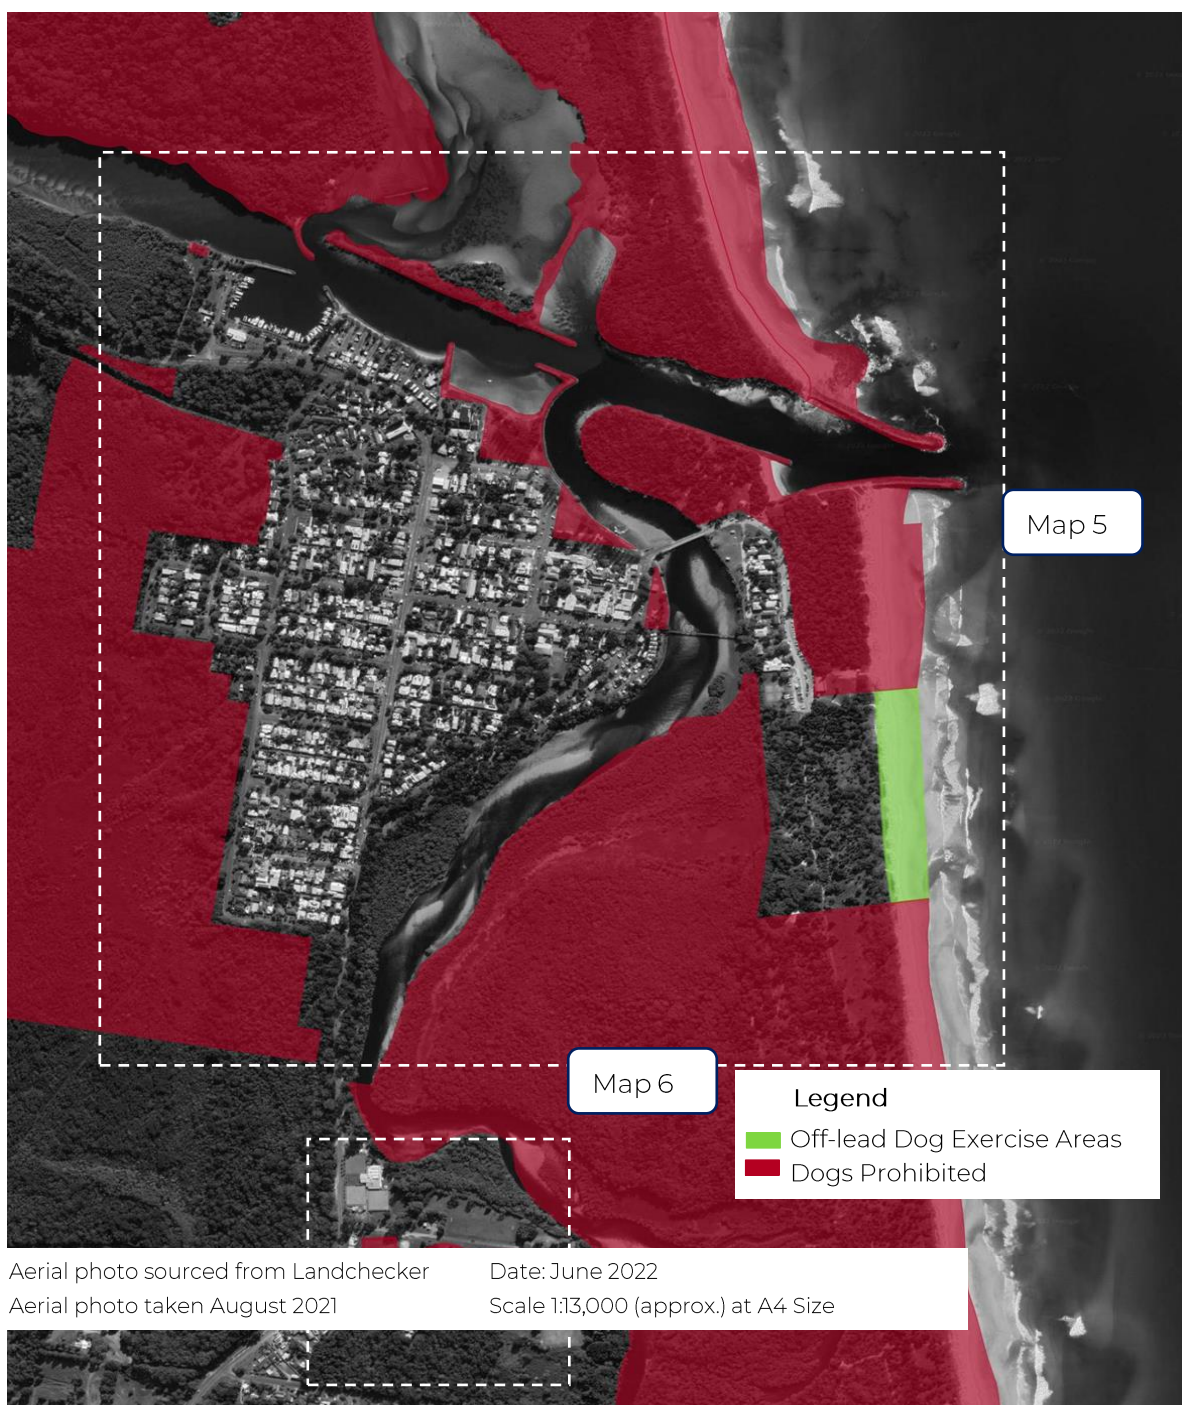 Map 5
Map 6
Legend
Off-lead Dog Exercise Areas
Dogs Prohibited
Aerial photo sourced from Landchecker
Date: June 2022
Aerial photo taken August 2021
Scale 1:13,000 (approx.) at A4 Size